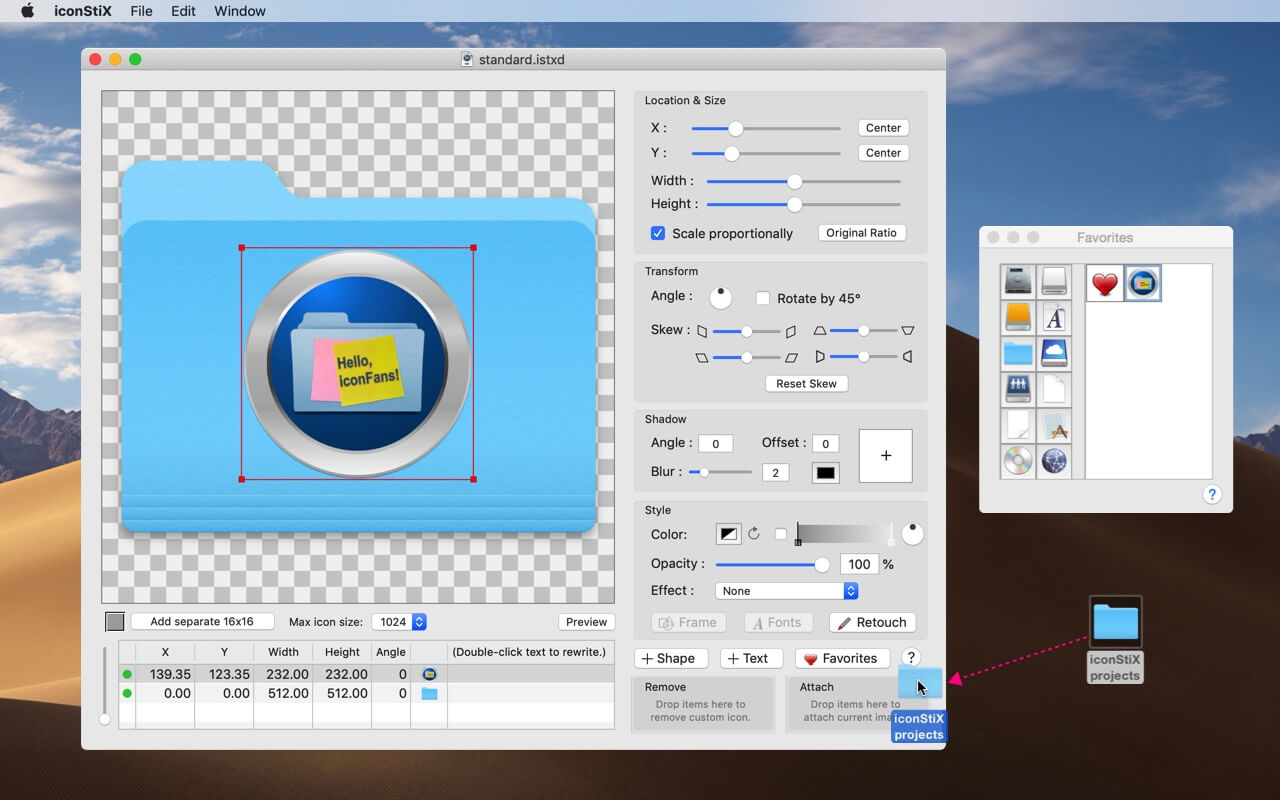 iconStiX File Edit Window
standard.istxd
Location & Size
X :
Center
Y :
Center
Width :
Height :
Scale proportionally
Original Ratio
Transform
Angle :
Rotate by 45°
Skew :
Reset Skew
Shadow
Angle : 0 Offset : 0
+
Blur : 2
Style
Color:
Opacity : 100 %
Effect : None
Frame
A Fonts
Retouch
Hello,
iconFans!
Add separate 16x16
Max icon size: 1024
Preview
X Y Width Height Angle (Double-click text to rewrite.)
139.35 123.35 232.00 232.00 0
0.00 0.00 512.00 512.00 0
+ Shape
+ Text
Favorites
?
Remove
Drop items here to
remove custom icon.
Attach
Drop items here to
attach current ima
iconStiX
projects
Favorites
A
?
iconStiX
projects